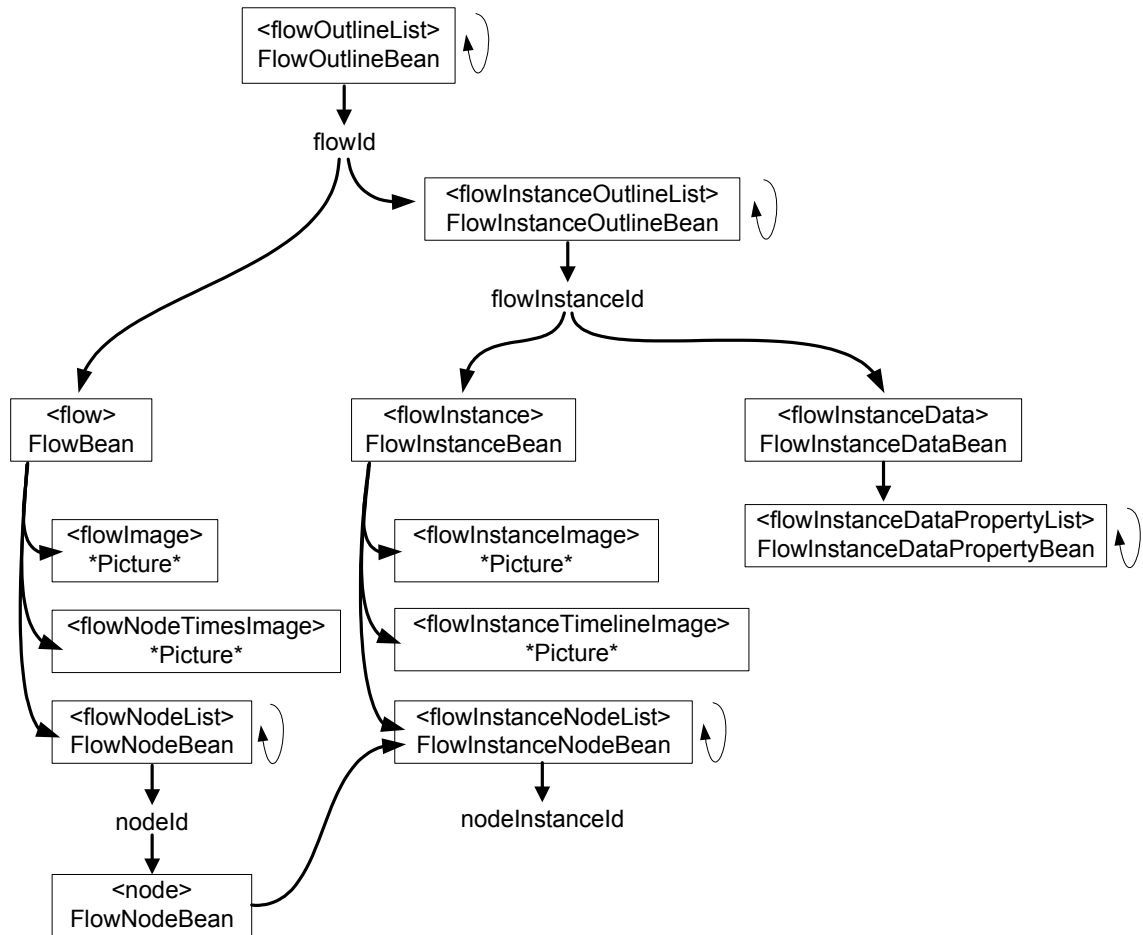 <flowOutlineList>
FlowOutlineBean
flowId
<flowInstanceOutlineList>
FlowInstanceOutlineBean
flowInstanceId
<flow>
FlowBean
<flowInstance>
FlowInstanceBean
<flowInstanceData>
FlowInstanceDataBean
<flowImage>
*Picture*
<flowInstanceImage>
*Picture*
<flowInstanceDataPropertyList>
FlowInstanceDataPropertyBean
<flowNodeTimesImage>
*Picture*
<flowInstanceTimelineImage>
*Picture*
<flowNodeList>
FlowNodeBean
<flowInstanceNodeList>
FlowInstanceNodeBean
nodeId
nodeInstanceId
<node>
FlowNodeBean